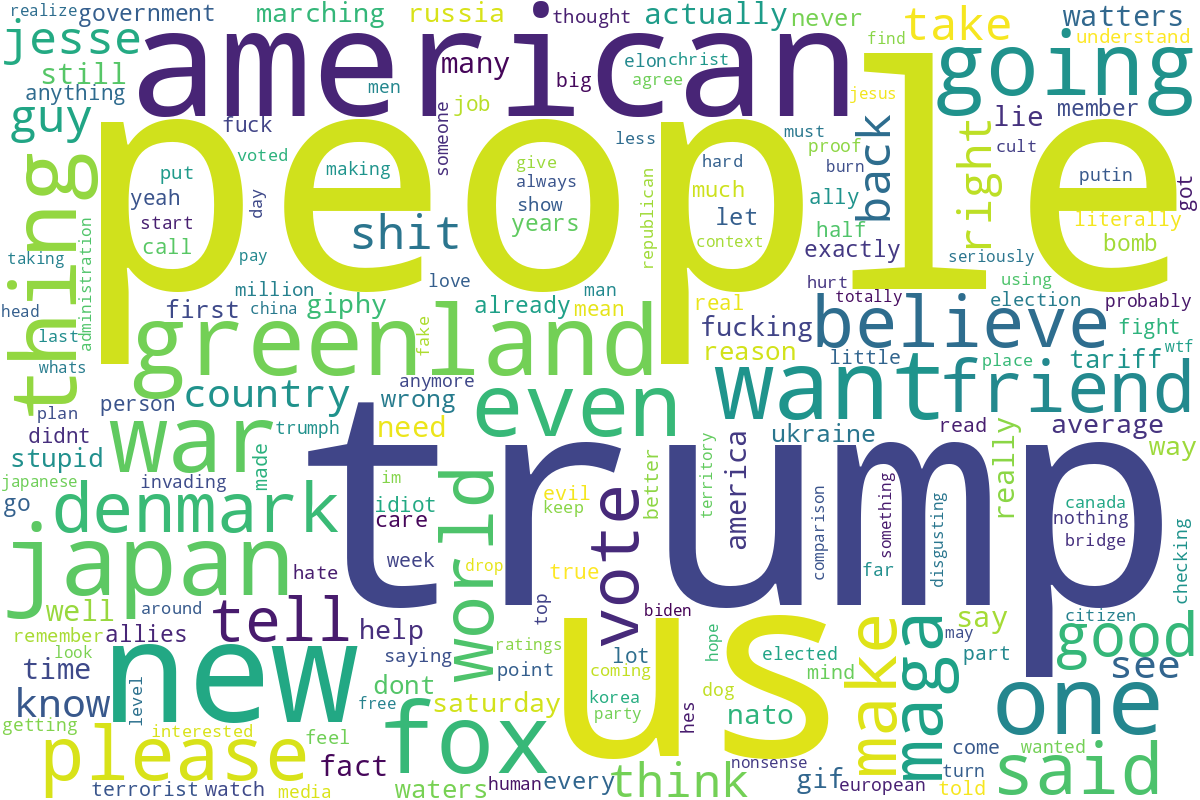 realize government marching russia thought actually never take watters
jesse american find understand
still many elon christ
anything men big agree jesus going
guy fuck job someone less must back right lie member
voted people proof cult
put making give hard burn putin got
yeah always much ally literally
thing start day shit show let half bomb
call years republican context exactly
taking administration pay seriously
million love man hurt using
head first china giphy already mean real totally election probably
last greenland fake fucking believe fight
whats reason little place tariff wtf
country anymore want friend
plan person wrong even
didnt war trumph need trump ukraine read average
stupid made america really way
japanese invading im world evil better territory
go denmark idiot keep vote canada
care comparison something disgusting nothing
japan week drop true far bridge checking
hate top
well around tell biden make maga say citizen
remember allies help hope may good
look saying ratings us elected part see
time new point lot mind
know level dont coming one
free saturday korea dog
getting interested feel fox party hes nato come wanted
please fact nonsense turn said
terrorist watch media waters human every think gif european told